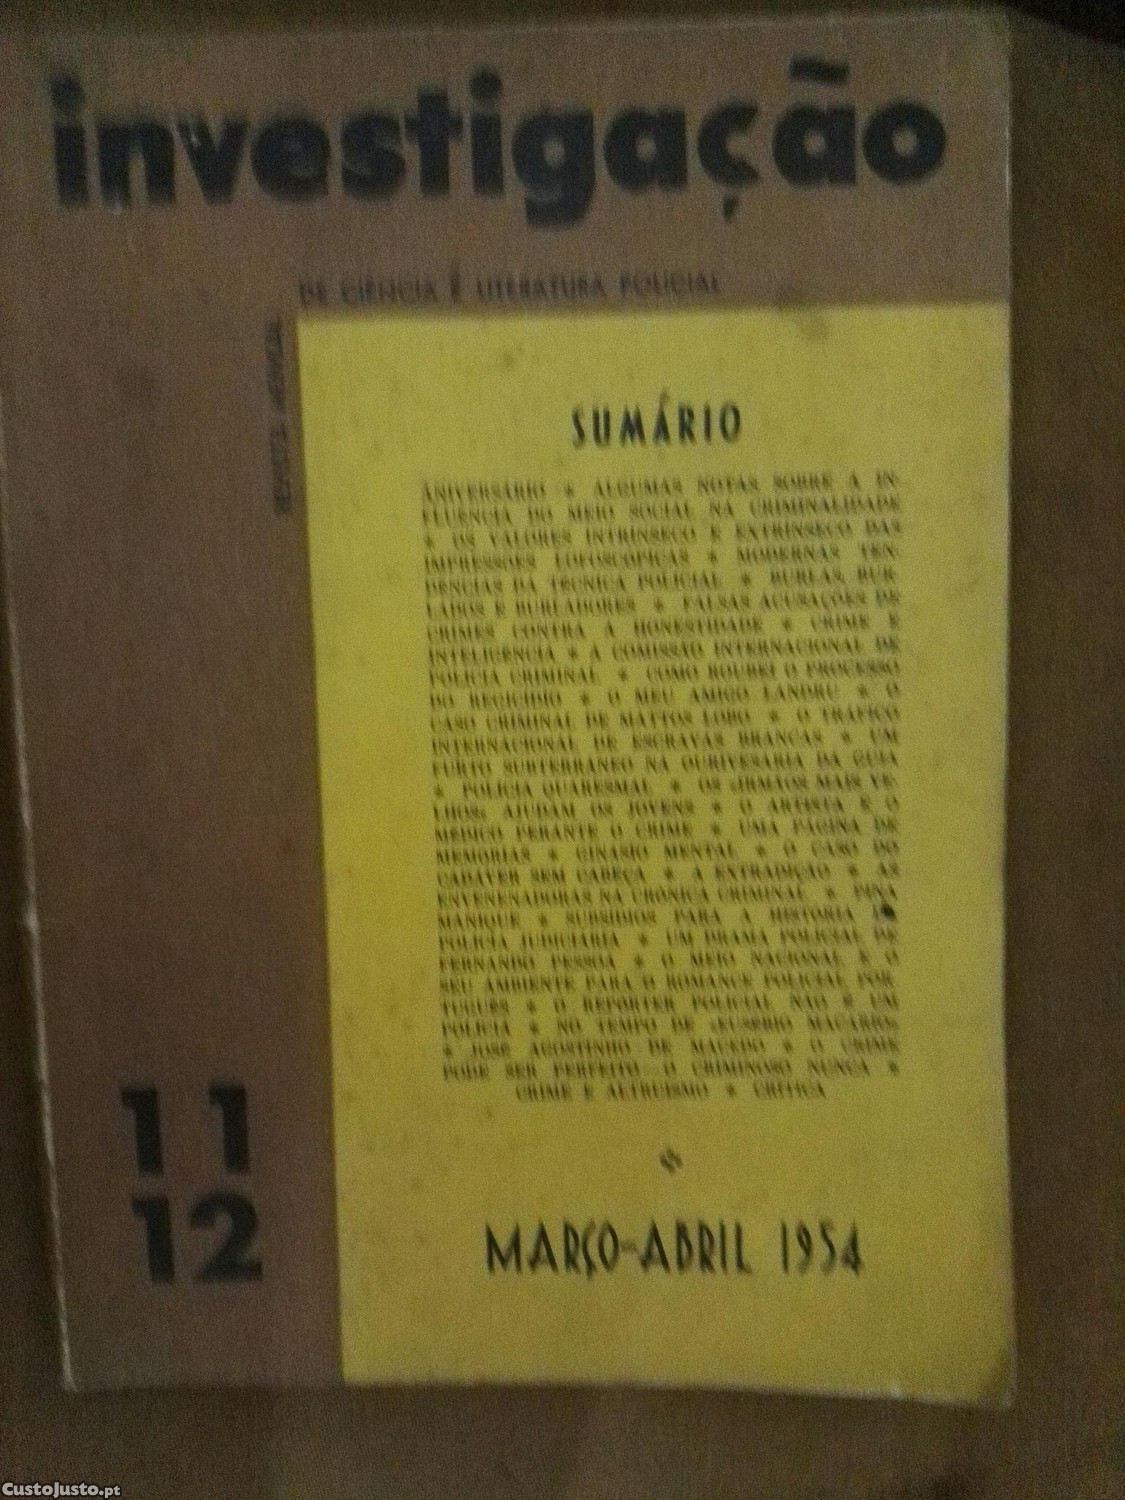 investigação
DE CIÊNCIA E LITERATURA POLICIAL
REVISTA MENSAL
SUMÁRIO
ANIVERSÁRIO * ALGUMAS NOTAS SOBRE A IN-
FLUÊNCIA DO MEIO SOCIAL NA CRIMINALIDADE
* OS VALORES INTRÍNSECO E EXTRÍNSECO DAS
IMPRESSÕES LOFOSCÓPICAS * MODERNAS TEN-
DÊNCIAS DA TÉCNICA POLICIAL * BURLAS, BUR-
LADOS E BURLADORES * FALSAS ACUSAÇÕES DE
CRIMES CONTRA A HONESTIDADE * CRIME E
INTELIGÊNCIA * A COMISSÃO INTERNACIONAL DE
POLÍCIA CRIMINAL * COMO ROUBEI O PROCESSO
DO REGICÍDIO * O MEU AMIGO LANDRU * O
CASO CRIMINAL DE MATTOS LOBO * O TRÁFICO
INTERNACIONAL DE ESCRAVAS BRANCAS * UM
FURTO SUBTERRÂNEO NA OURIVESARIA DA GUIA
* POLÍCIA QUARESMAL * OS «IRMÃOS MAIS VE-
LHOS» AJUDAM OS JOVENS * O ARTISTA E O
MÉDICO PERANTE O CRIME * UMA PÁGINA DE
MEMÓRIAS * GINÁSIO MENTAL * O CASO DO
CADÁVER SEM CABEÇA * A EXTRADIÇÃO * AS
ENVENENADORAS NA CRÓNICA CRIMINAL * PINA
MANIQUE * SUBSÍDIOS PARA A HISTÓRIA
POLÍCIA JUDICIÁRIA * UM DRAMA POLICIAL DE
FERNANDO PESSOA * O MEIO NACIONAL E O
SEU AMBIENTE PARA O ROMANCE POLICIAL POR-
TUGUÊS * O REPÓRTER POLICIAL NÃO É UM
POLÍCIA * NO TEMPO DE «EUSÉBIO MACÁRIO»
* JOSÉ AGOSTINHO DE MACEDO * O CRIME
PODE SER PERFEITO... O CRIMINOSO NUNCA *
CRIME E ALTRUÍSMO * CRÍTICA
MARÇO-ABRIL 1954
11
12
CustoJusto.pt